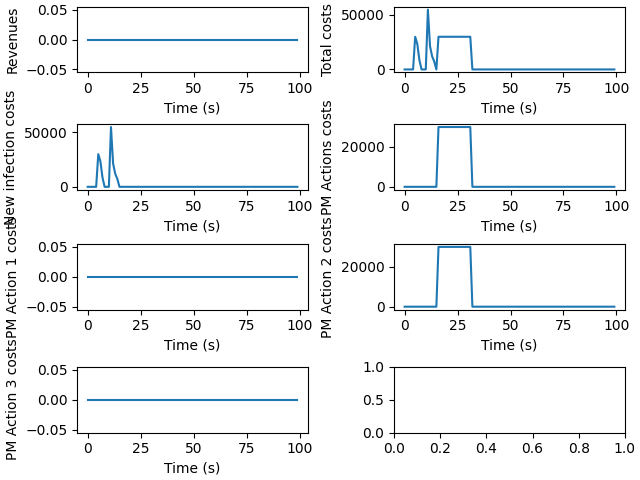 Revenues
0.05
0.00
−0.05
0 25 50 75 100
Time (s)
Total costs
50000
0
0 25 50 75 100
Time (s)
New infection costs
50000
0
0 25 50 75 100
Time (s)
PM Actions costs
20000
0
0 25 50 75 100
Time (s)
PM Action 1 costs
0.05
0.00
−0.05
0 25 50 75 100
Time (s)
PM Action 2 costs
20000
0
0 25 50 75 100
Time (s)
PM Action 3 costs
0.05
0.00
−0.05
0 25 50 75 100
Time (s)
1.0
0.5
0.0
0.0 0.2 0.4 0.6 0.8 1.0